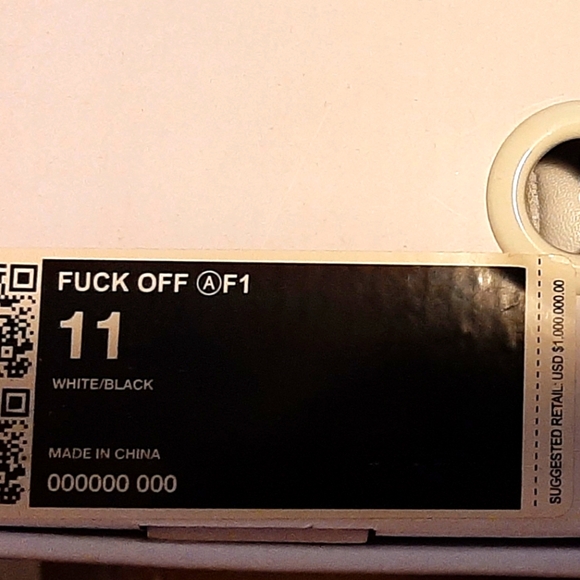 FUCK OFF ⒶF1
11
WHITE/BLACK
MADE IN CHINA
000000 000
SUGGESTED RETAIL: USD $1,000,000.00